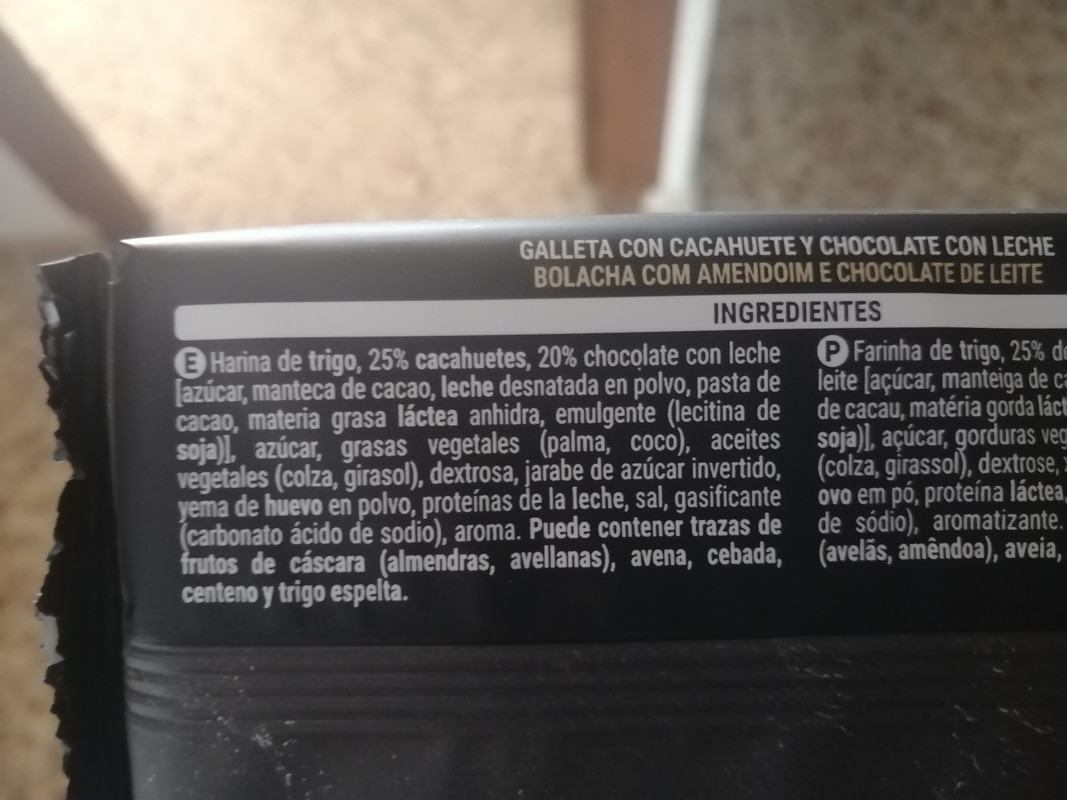 GALLETA CON CACAHUETE Y CHOCOLATE CON LECHE
BOLACHA COM AMENDOIM E CHOCOLATE DE LEITE
INGREDIENTES
E Harina de trigo, 25% cacahuetes, 20% chocolate con leche
[azúcar, manteca de cacao, leche desnatada en polvo, pasta de
cacao, materia grasa láctea anhidra, emulgente (lecitina de
soja)], azúcar, grasas vegetales (palma, coco), aceites
vegetales (colza, girasol), dextrosa, jarabe de azúcar invertido,
yema de huevo en polvo, proteínas de la leche, sal, gasificante
(carbonato ácido de sodio), aroma. Puede contener trazas de
frutos de cáscara (almendras, avellanas), avena, cebada,
centeno y trigo espelta.
P Farinha de trigo, 25% de
leite [açúcar, manteiga de
de cacau, matéria gorda
soja)], açúcar, gorduras
(colza, girassol), dextrose,
ovo em pó, proteína láctea,
de sódio), aromatizante.
(avelãs, amêndoa), aveia,